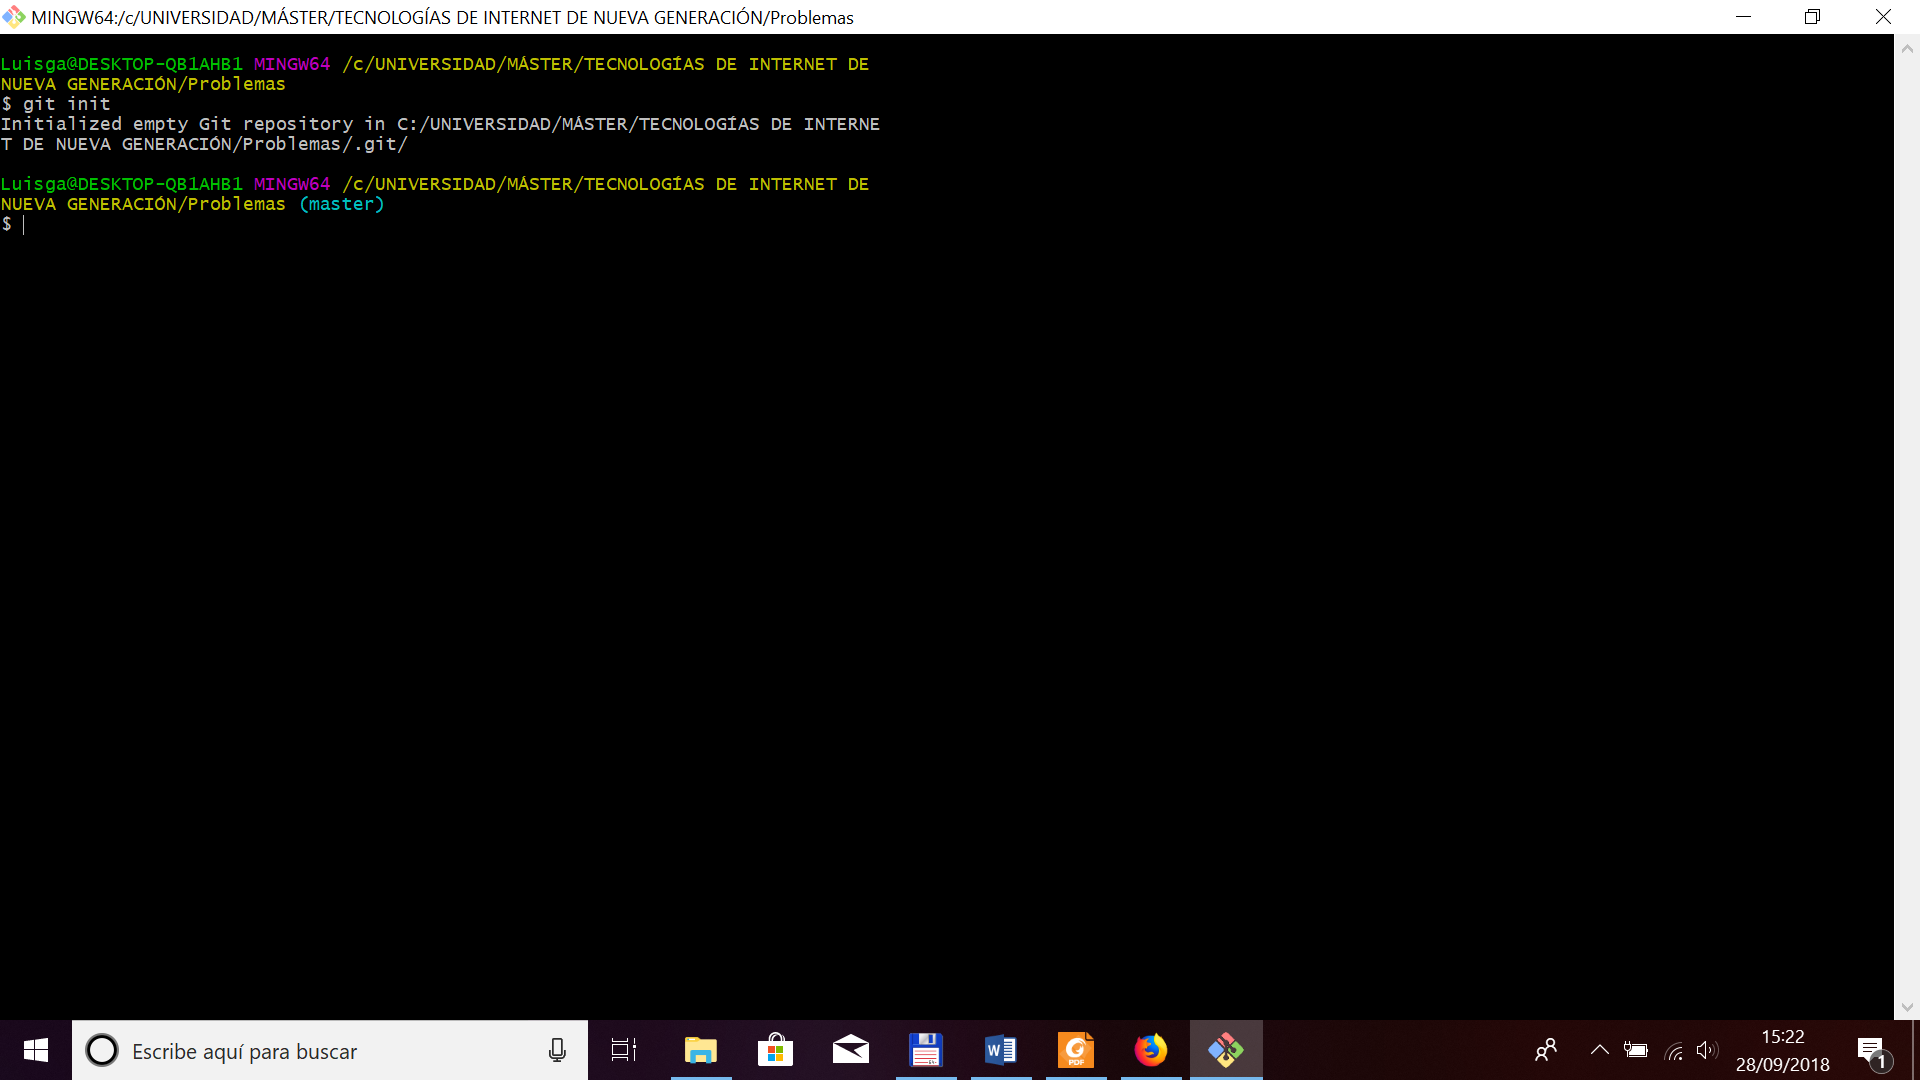 MINGW64:/c/UNIVERSIDAD/MÁSTER/TECNOLOGÍAS DE INTERNET DE NUEVA GENERACIÓN/Problemas
Luisga@DESKTOP-QB1AHB1 MINGW64 /c/UNIVERSIDAD/MÁSTER/TECNOLOGÍAS DE INTERNET DE
NUEVA GENERACIÓN/Problemas
$ git init
Initialized empty Git repository in C:/UNIVERSIDAD/MÁSTER/TECNOLOGÍAS DE INTERNE
T DE NUEVA GENERACIÓN/Problemas/.git/
Luisga@DESKTOP-QB1AHB1 MINGW64 /c/UNIVERSIDAD/MÁSTER/TECNOLOGÍAS DE INTERNET DE
NUEVA GENERACIÓN/Problemas (master)
$
Escribe aquí para buscar
W
PDF
15:22
28/09/2018
1